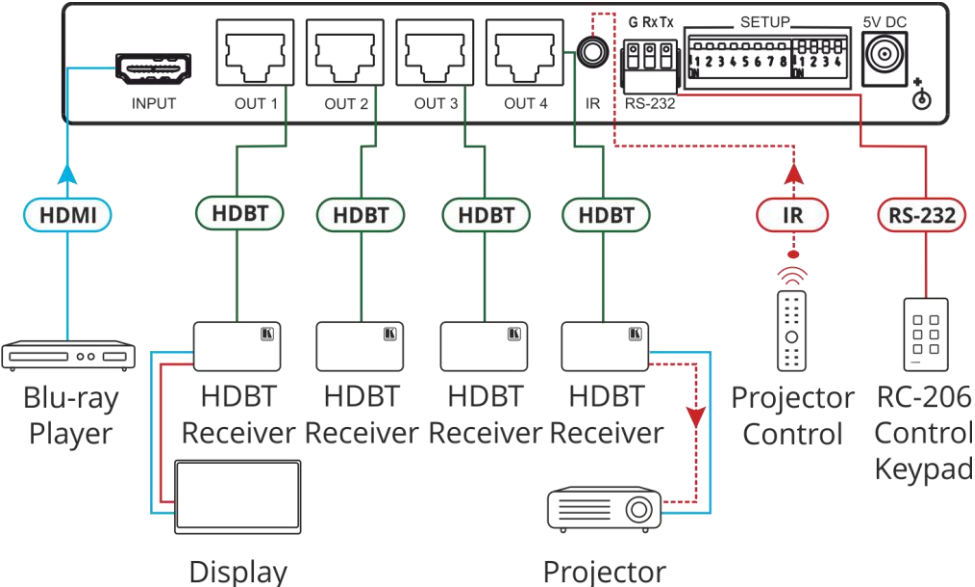 G Rx Tx SETUP 5V DC
1 2 3 4 5 6 7 8 1 2 3 4
ON ON
INPUT OUT 1 OUT 2 OUT 3 OUT 4 IR RS-232
HDMI HDBT HDBT HDBT HDBT IR RS-232
Blu-ray
Player
HDBT
Receiver
HDBT
Receiver
HDBT
Receiver
HDBT
Receiver
Projector
Control
RC-206
Control
Keypad
Display
Projector